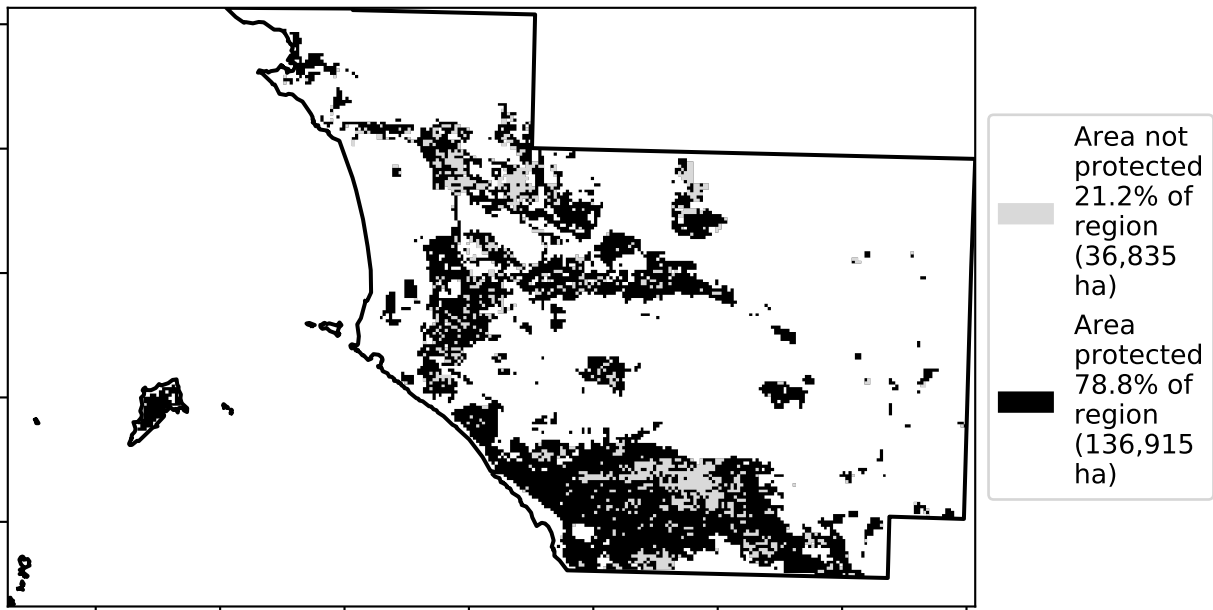 Area not
protected
21.2% of
region
(36,835
ha)
Area
protected
78.8% of
region
(136,915
ha)